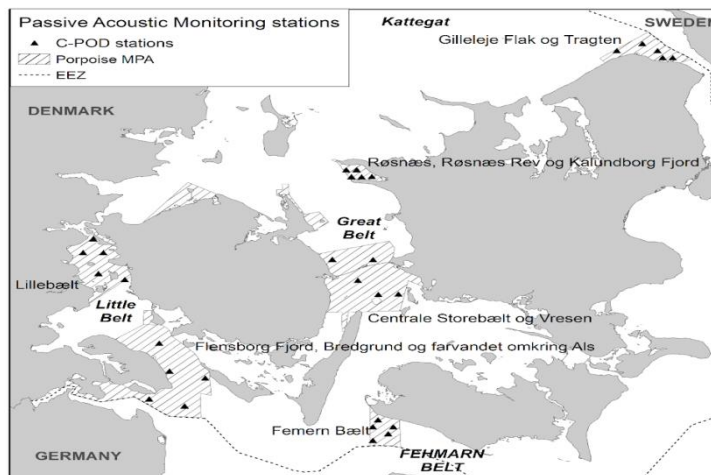 Passive Acoustic Monitoring stations
C-POD stations
Porpoise MPA
EEZ
Kattegat
SWEDEN
Gilleleje Flak og Tragten
DENMARK
Røsnæs, Røsnæs Rev og Kalundborg Fjord
Great
Belt
Lillebælt
Little
Belt
Centrale Storebælt og Vresen
Flensborg Fjord, Bredgrund og farvandet omkring Als
Femern Bælt
GERMANY
FEHMARN
BELT